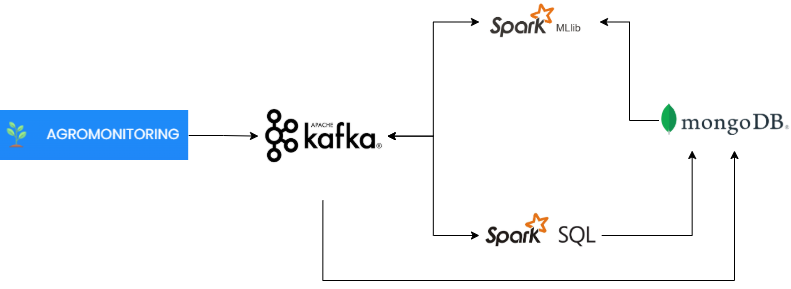 Spark MLlib
AGROMONITORING
APACHE
kafka®
mongoDB®
Spark SQL